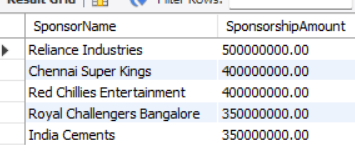 Result Grid Filter Rows:
SponsorName SponsorshipAmount
Reliance Industries 500000000.00
Chennai Super Kings 400000000.00
Red Chillies Entertainment 400000000.00
Royal Challengers Bangalore 350000000.00
India Cements 350000000.00